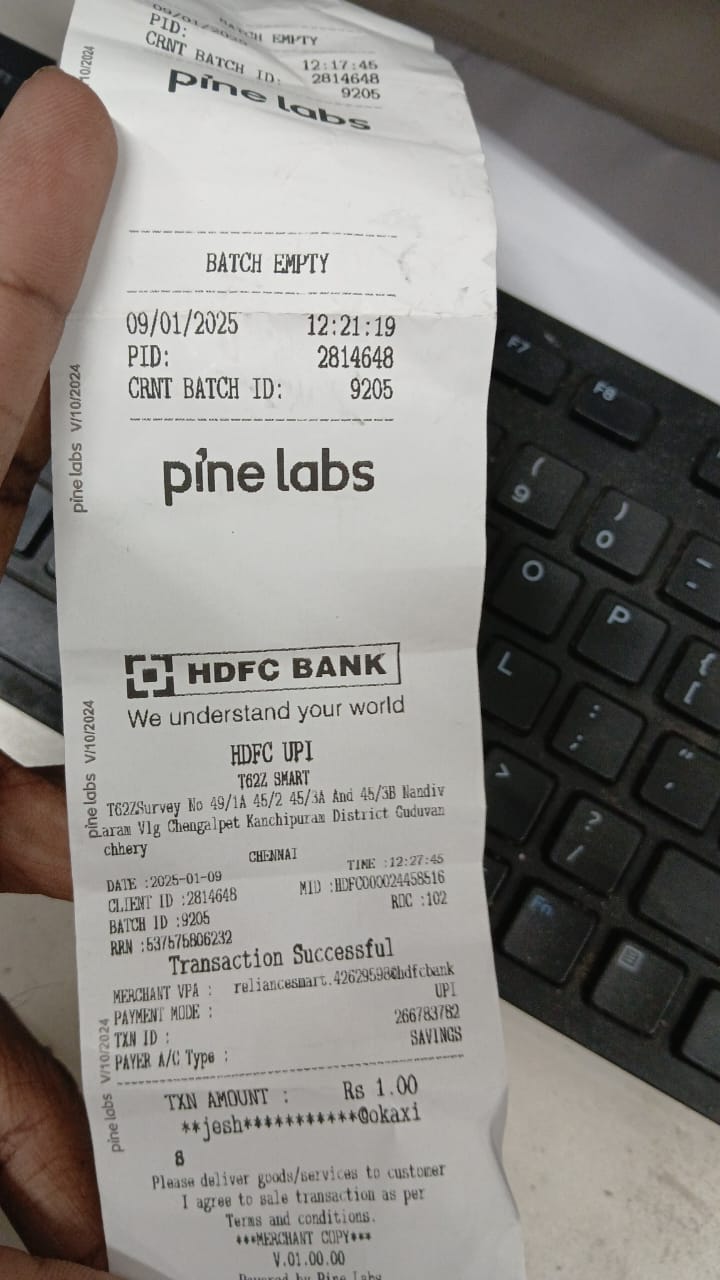 09/01/2025 BATCH EMPTY
PID: 12:17:45
CRNT BATCH ID: 2814648
9205
pine labs
BATCH EMPTY
09/01/2025 12:21:19
PID: 2814648
CRNT BATCH ID: 9205
pine labs
HDFC BANK
We understand your world
HDFC UPI
T62Z SMART
T62ZSurvey No 49/1A 45/2 45/3A And 45/3B Nandiv
aram Vlg Chengalpet Kanchipuram District Guduvan
chhery
CHENNAI
DATE :2025-01-09 TIME :12:27:45
CLIENT ID :2814648 MID :HDFC000024458516
BATCH ID :9205 ROC :102
RRN :537575806232
Transaction Successful
MERCHANT VPA : reliancesmart.42629598@hdfcbank
PAYMENT MODE : UPI
TXN ID : 266783782
PAYER A/C Type : SAVINGS
TXN AMOUNT : Rs 1.00
**jesh***********@okaxi
8
Please deliver goods/services to customer
I agree to sale transaction as per
Terms and conditions.
***MERCHANT COPY***
V.01.00.00
Powered by Pine Labs
10/2024
pine labs V/10/2024
pine labs V/10/2024
pine labs V/10/2024
F7
F8
( 9
) 0
O
P
{ [
L
: ;
" '
>
? /
Fn